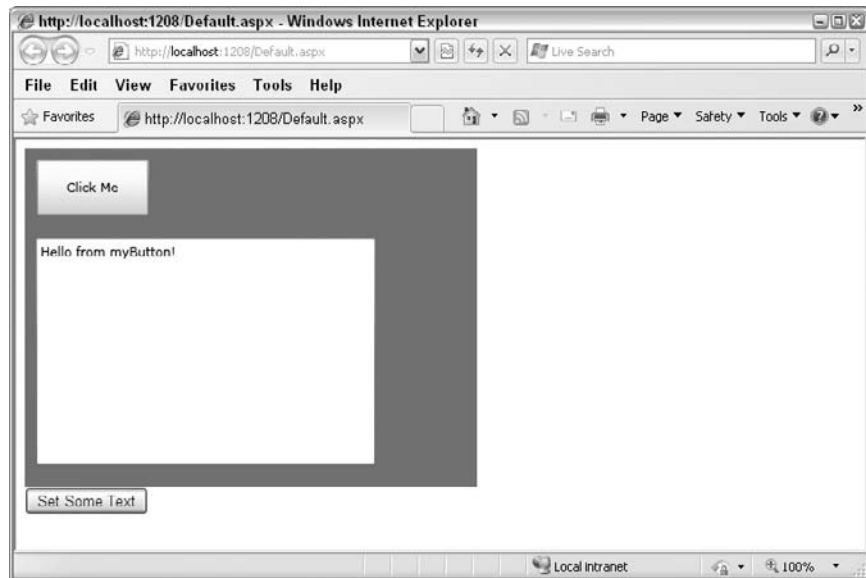 http://localhost:1208/Default.aspx - Windows Internet Explorer
http://localhost:1208/Default.aspx
Live Search
File Edit View Favorites Tools Help
Favorites
http://localhost:1208/Default.aspx
Page Safety Tools
Click Me
Hello from myButton!
Set Some Text
Local intranet
100%